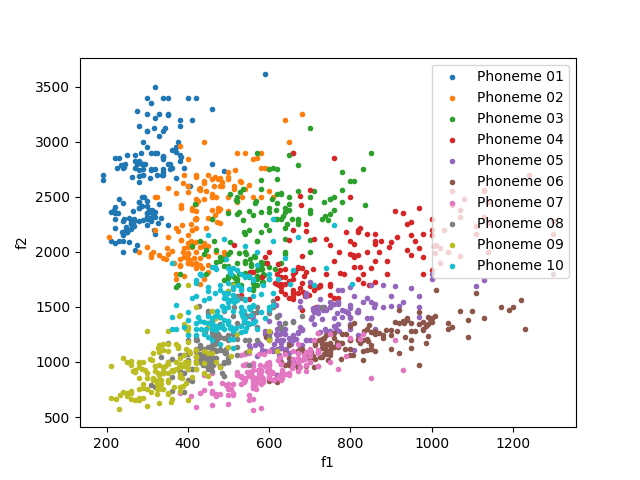 3500
3000
2500
2000
1500
1000
500
f2
200
400
600
800
1000
1200
f1
Phoneme 01
Phoneme 02
Phoneme 03
Phoneme 04
Phoneme 05
Phoneme 06
Phoneme 07
Phoneme 08
Phoneme 09
Phoneme 10